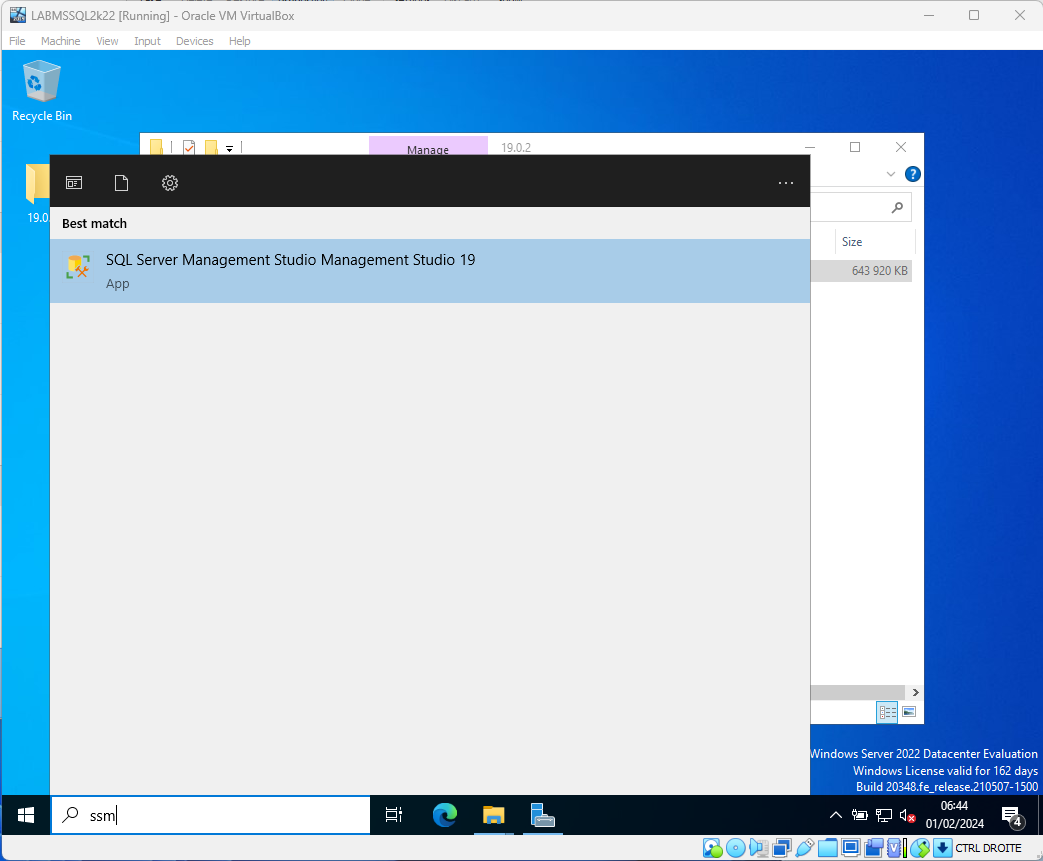 LABMSSQL2k22 [Running] - Oracle VM VirtualBox
File Machine View Input Devices Help
Recycle Bin
Manage 19.0.2
19.0.
Best match
SQL Server Management Studio Management Studio 19
App
Size
643 920 KB
Windows Server 2022 Datacenter Evaluation
Windows License valid for 162 days
Build 20348.fe_release.210507-1500
ssm
06:44
01/02/2024
4
CTRL DROITE